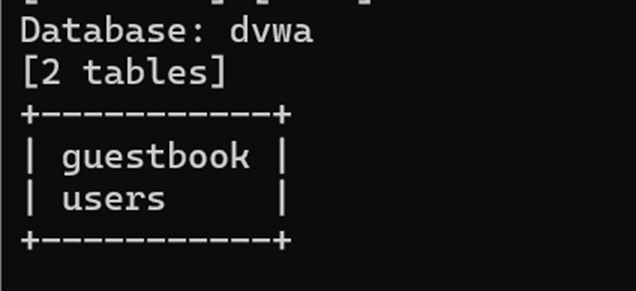 Database: dvwa
[2 tables]
+-----------+
| guestbook |
| users     |
+-----------+